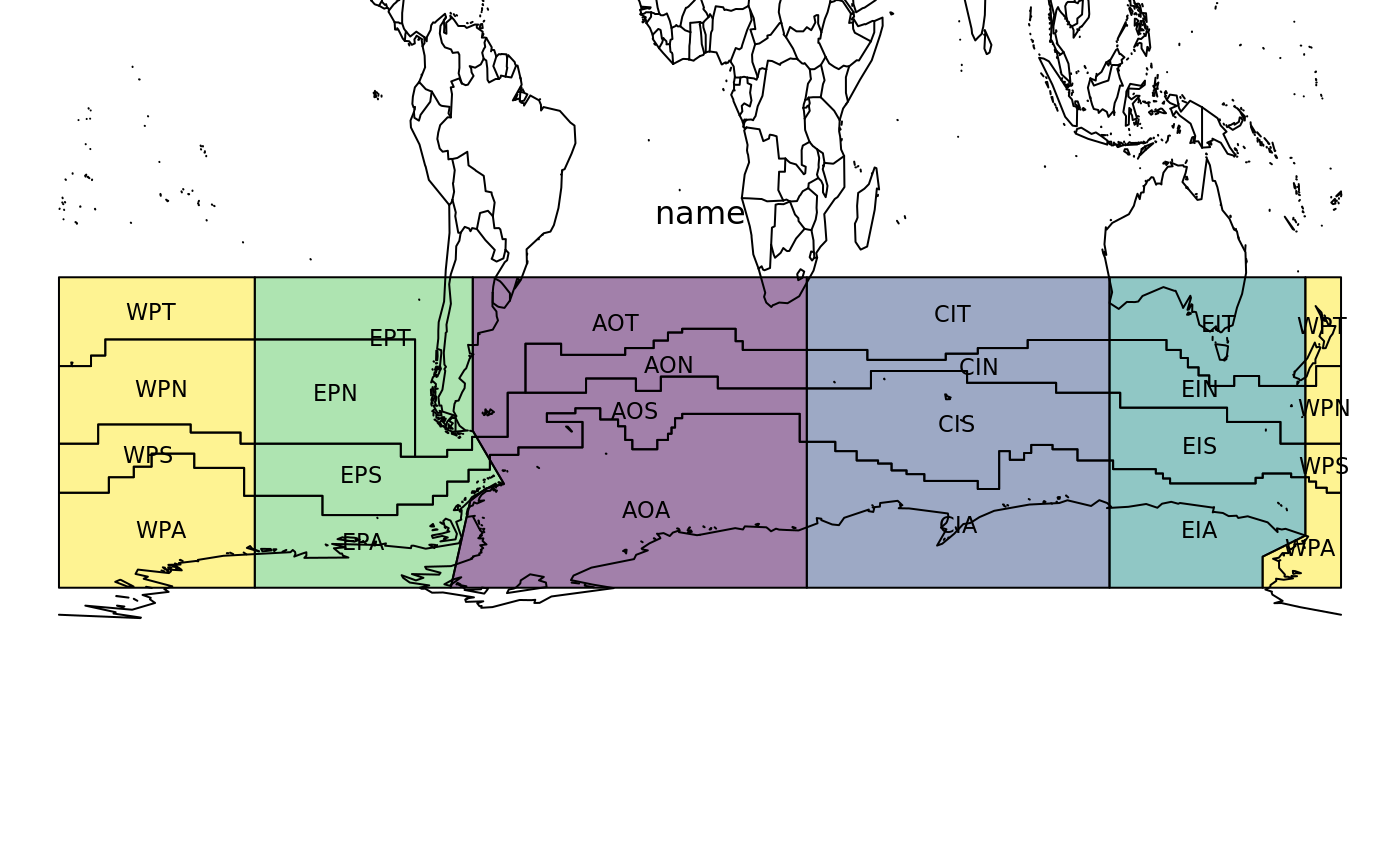 name
WPT
EPT
AOT
CIT
EIT
WPT
WPN
EPN
AON
CIN
EIN
WPN
WPS
EPS
AOS
CIS
EIS
WPS
WPA
EPA
AOA
CIA
EIA
WPA